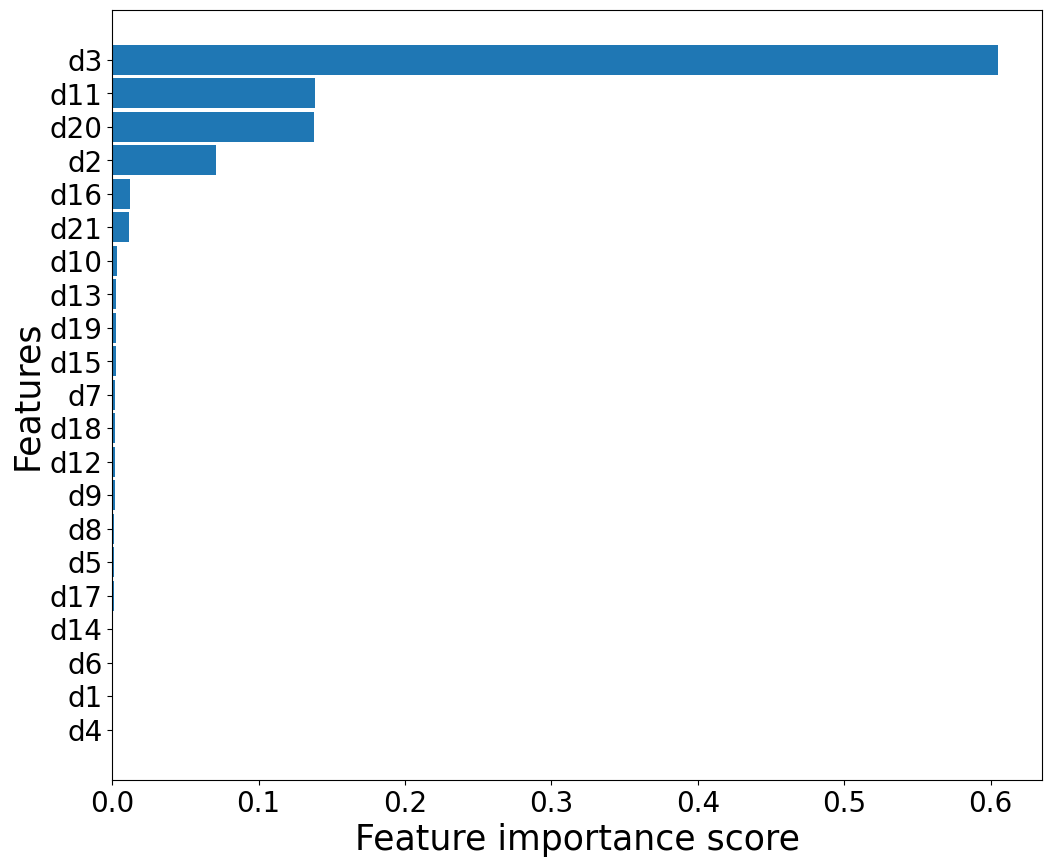 d3
d11
d20
d2
d16
d21
d10
d13
d19
d15
d7
d18
d12
d9
d8
d5
d17
d14
d6
d1
d4
Features
0.0 0.1 0.2 0.3 0.4 0.5 0.6
Feature importance score